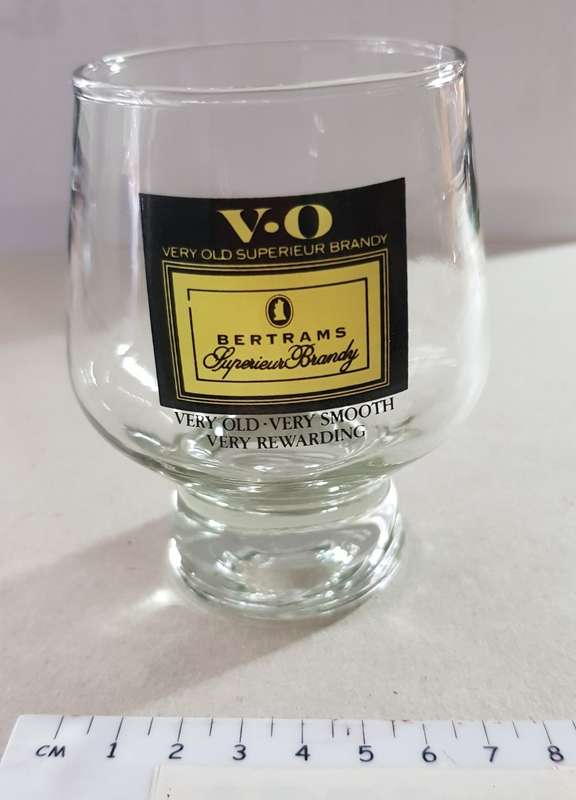 V·O
VERY OLD SUPERIEUR BRANDY
BERTRAMS
Superieur Brandy
VERY OLD · VERY SMOOTH
VERY REWARDING
CM 1 2 3 4 5 6 7 8